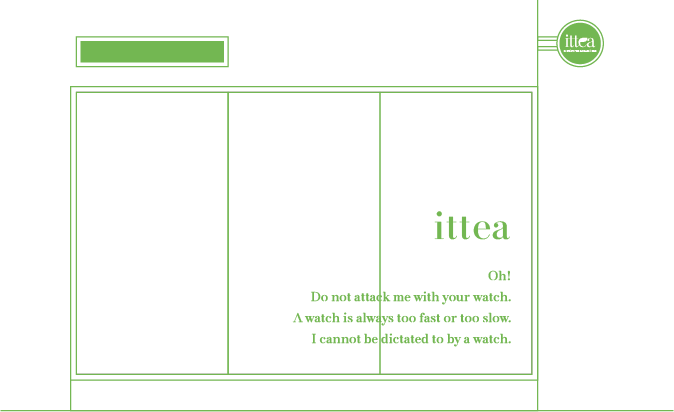 ittea
ittea
Oh!
Do not attack me with your watch.
A watch is always too fast or too slow.
I cannot be dictated to by a watch.